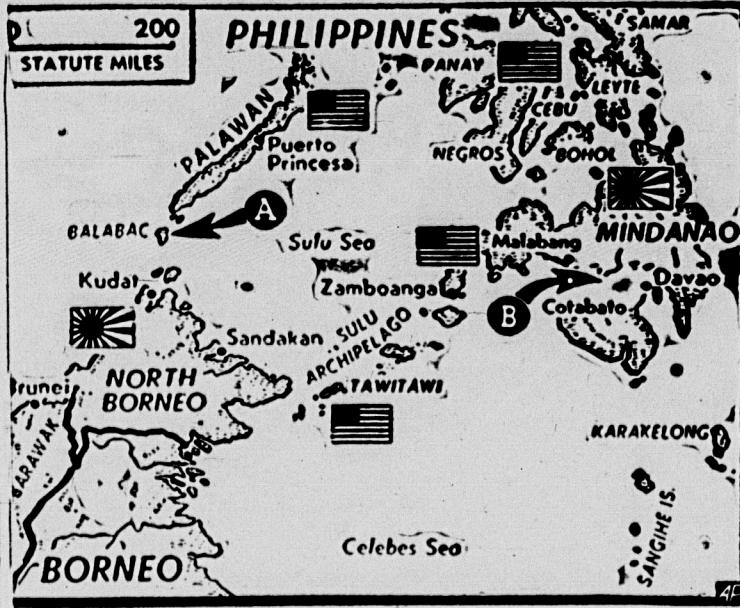 200
STATUTE MILES
PHILIPPINES
SAMAR
PANAY
LEYTE
CEBU
PALAWAN
Puerto
Princesa
NEGROS
BOHOL
A
BALABAC
Sulu Sea
Malabang
MINDANAO
Kudat
Zamboanga
Davao
B
Cotabato
Sandakan
SULU
ARCHIPELAGO
NORTH
BORNEO
TAWITAWI
Brunei
SARAWAK
KARAKELONG
SANGIHE IS.
Celebes Sea
BORNEO
AP